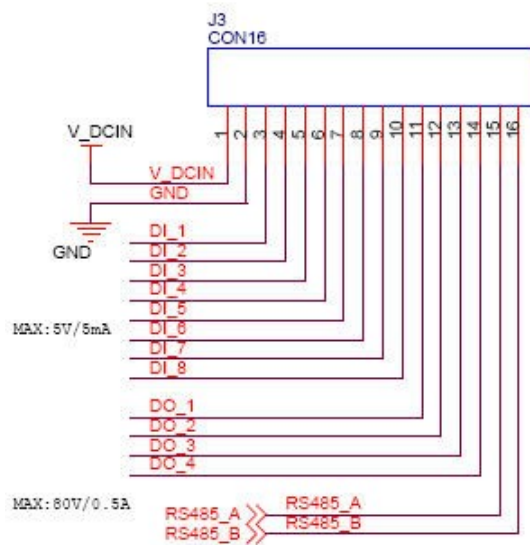 J3
CON16
1 2 3 4 5 6 7 8 9 10 11 12 13 14 15 16
V_DCIN
V_DCIN
GND
GND
DI_1
DI_2
DI_3
DI_4
DI_5
MAX:5V/5mA
DI_6
DI_7
DI_8
DO_1
DO_2
DO_3
DO_4
MAX:80V/0.5A
RS485_A RS485_A
RS485_B RS485_B